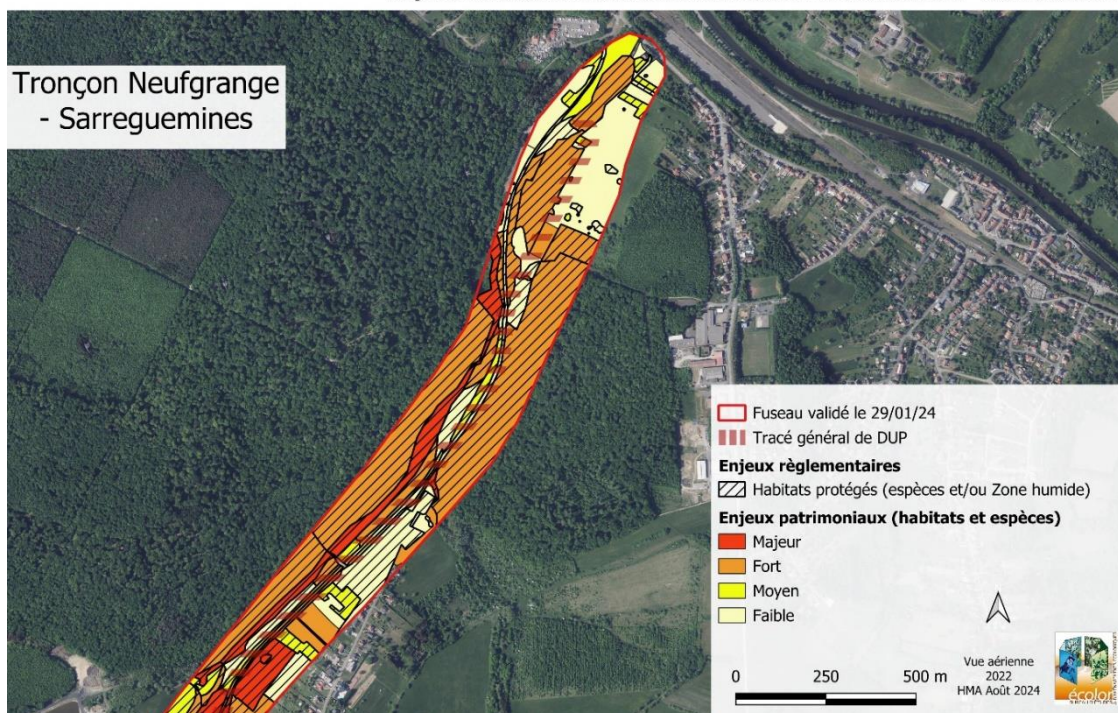 Tronçon Neufgrange
- Sarreguemines
Fuseau validé le 29/01/24
Tracé général de DUP
Enjeux règlementaires
Habitats protégés (espèces et/ou Zone humide)
Enjeux patrimoniaux (habitats et espèces)
Majeur
Fort
Moyen
Faible
0 250 500 m
Vue aérienne
2022
HMA Août 2024
écolor